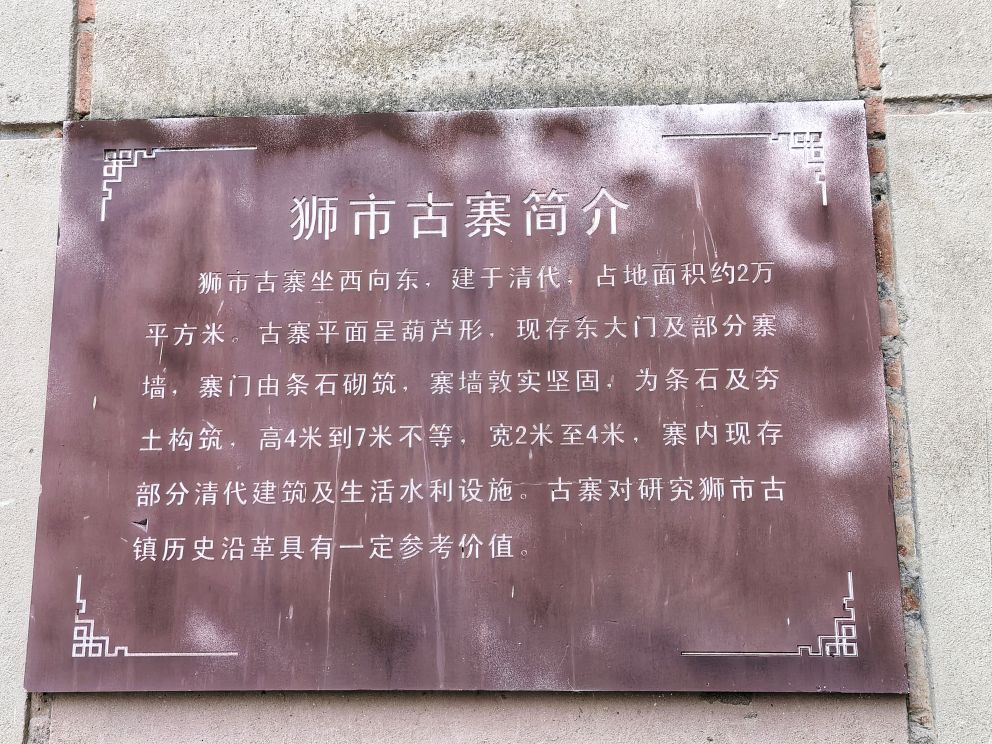 狮市古寨简介
狮市古寨坐西向东，建于清代，占地面积约2万
平方米。古寨平面呈葫芦形，现存东大门及部分寨
墙，寨门由条石砌筑，寨墙敦实坚固，为条石及夯
土构筑，高4米到7米不等，宽2米至4米，寨内现存
部分清代建筑及生活水利设施。古寨对研究狮市古
镇历史沿革具有一定参考价值。